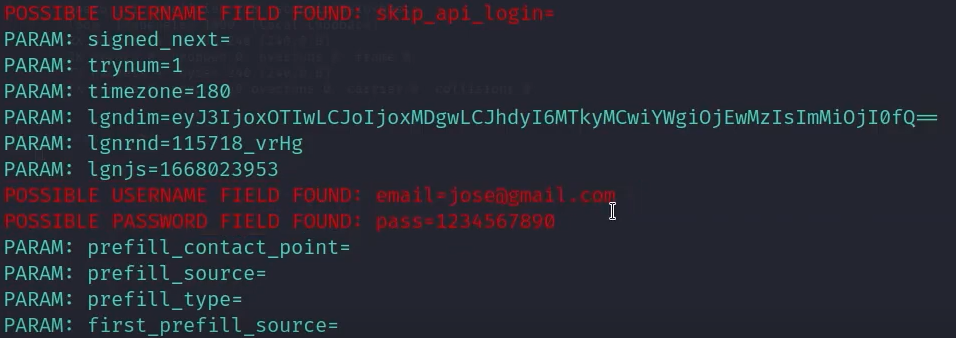 POSSIBLE USERNAME FIELD FOUND: skip_api_login=
PARAM: signed_next=
PARAM: trynum=1
PARAM: timezone=180
PARAM: lgndim=eyJ3IjoxOTIwLCJoIjoxMDgwLCJhdyI6MTkyMCwiYWgiOjEwMzIsImMiOjI0fQ==
PARAM: lgnrnd=115718_vrHg
PARAM: lgnjs=1668023953
POSSIBLE USERNAME FIELD FOUND: email=jose@gmail.com
POSSIBLE PASSWORD FIELD FOUND: pass=1234567890
PARAM: prefill_contact_point=
PARAM: prefill_source=
PARAM: prefill_type=
PARAM: first_prefill_source=